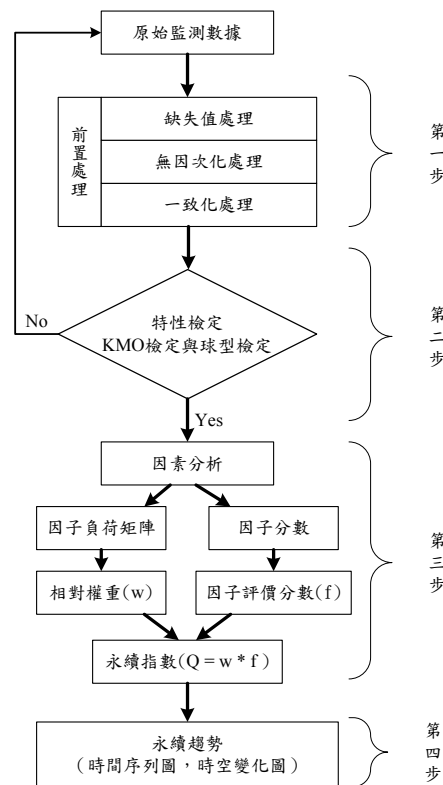 原始監測數據
前置處理
缺失值處理
無因次化處理
一致化處理
第一步
特性檢定
KMO檢定與球型檢定
No
Yes
第二步
因素分析
因子負荷矩陣
因子分數
相對權重(w)
因子評價分數(f)
永續指數(Q = w * f)
第三步
永續趨勢
(時間序列圖,時空變化圖)
第四步